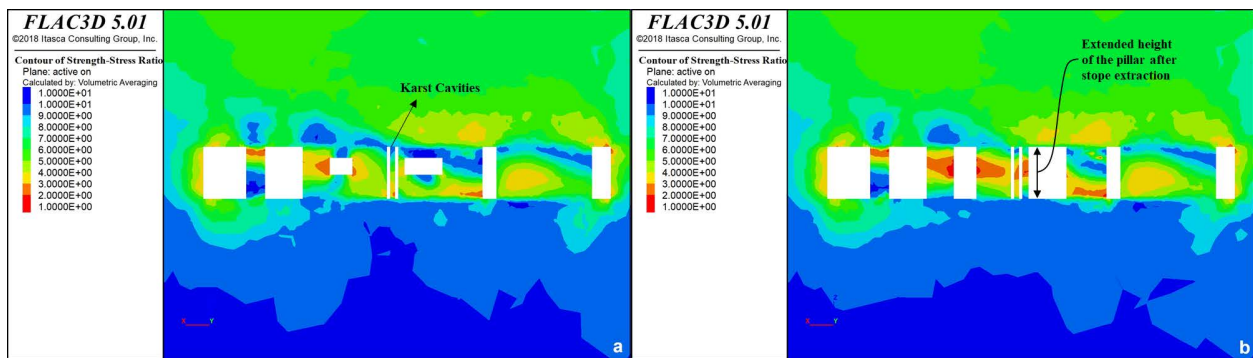 FLAC3D 5.01
©2018 Itasca Consulting Group, Inc.
Contour of Strength-Stress Ratio
Plane: active on
Calculated by: Volumetric Averaging
1.0000E+01
1.0000E+01
9.0000E+00
8.0000E+00
7.0000E+00
6.0000E+00
5.0000E+00
4.0000E+00
3.0000E+00
2.0000E+00
1.0000E+00
Karst Cavities
X
Y
a
FLAC3D 5.01
©2018 Itasca Consulting Group, Inc.
Contour of Strength-Stress Ratio
Plane: active on
Calculated by: Volumetric Averaging
1.0000E+01
1.0000E+01
9.0000E+00
8.0000E+00
7.0000E+00
6.0000E+00
5.0000E+00
4.0000E+00
3.0000E+00
2.0000E+00
1.0000E+00
Extended height
of the pillar after
stope extraction
Z
X
Y
b